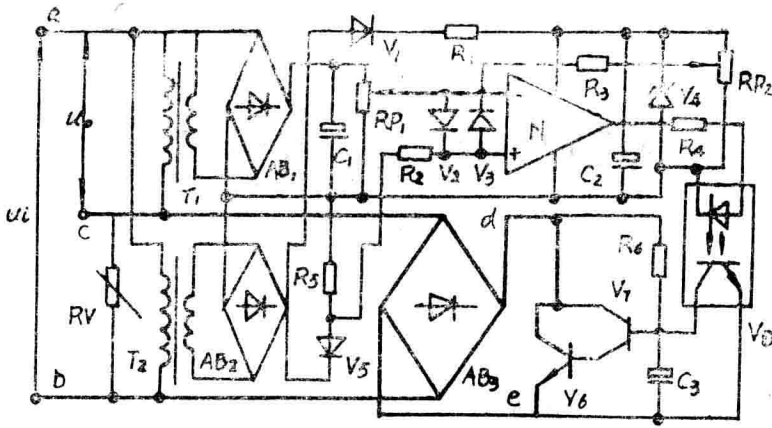 a
V1
R1
u0
T1
AB1
C1
RP1
R2
V2
V3
-
+
N
R3
C2
V4
R4
RP2
ui
c
d
RV
T2
AB2
R5
V5
AB3
e
V6
V7
R6
C3
b